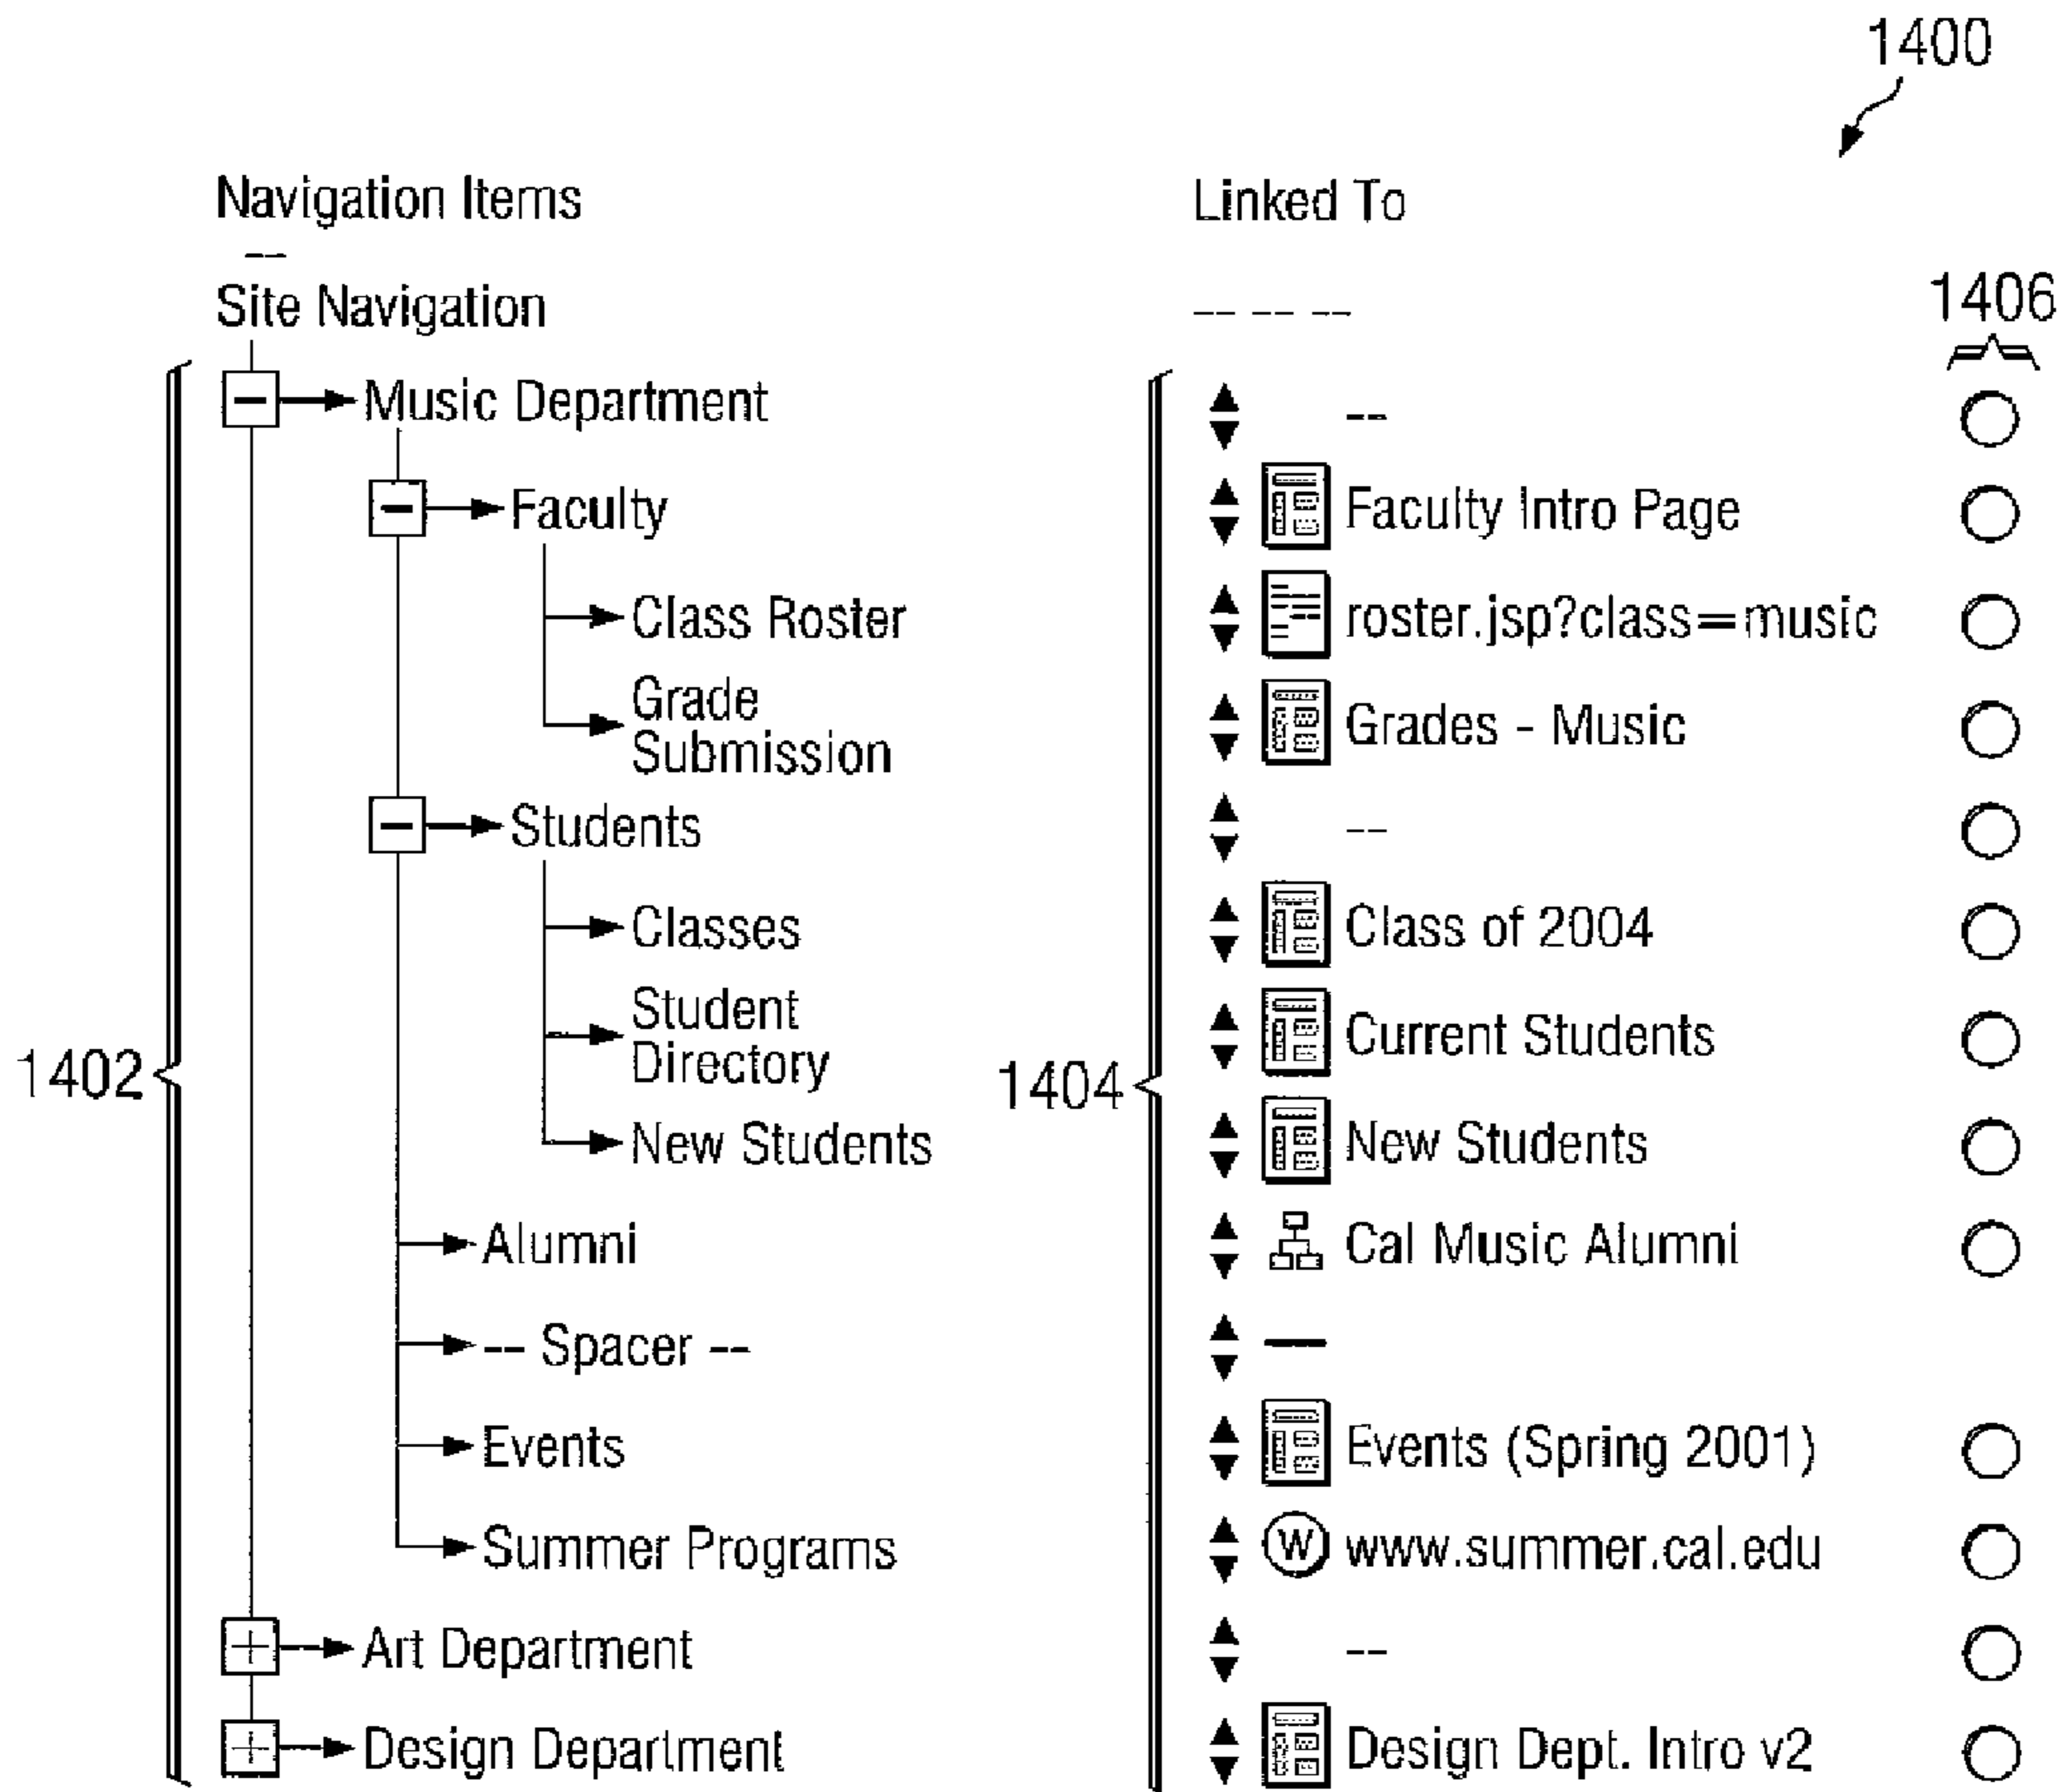 1400
Navigation Items Linked To
--
Site Navigation -- -- -- 1406
Music Department --
Faculty Faculty Intro Page
Class Roster roster.jsp?class=music
Grade
Submission Grades - Music
Students --
Classes Class of 2004
Student
Directory Current Students
1402 1404
New Students New Students
Alumni Cal Music Alumni
-- Spacer --
Events Events (Spring 2001)
Summer Programs W www.summer.cal.edu
Art Department --
Design Department Design Dept. Intro v2